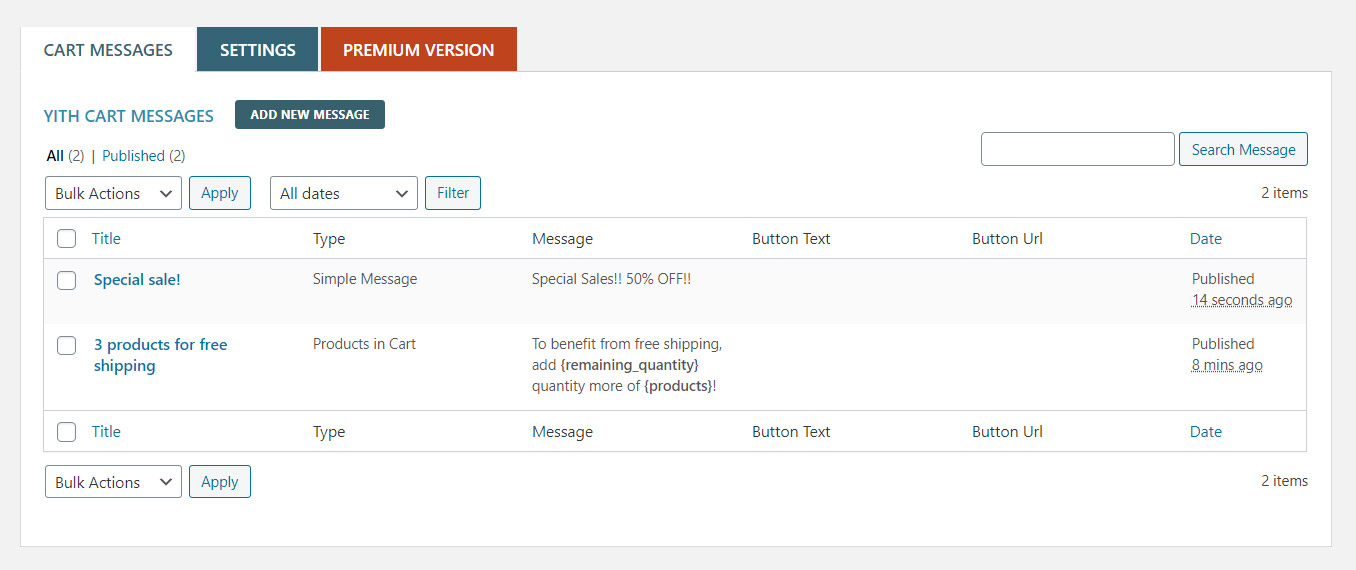 CART MESSAGES SETTINGS PREMIUM VERSION
YITH CART MESSAGES ADD NEW MESSAGE
All (2) | Published (2)
Search Message
Bulk Actions Apply All dates Filter 2 items
Title Type Message Button Text Button Url Date
Special sale! Simple Message Special Sales!! 50% OFF!! Published
14 seconds ago
3 products for free Products in Cart To benefit from free shipping, Published
shipping add {remaining_quantity} 8 mins ago
quantity more of {products}!
Title Type Message Button Text Button Url Date
Bulk Actions Apply 2 items